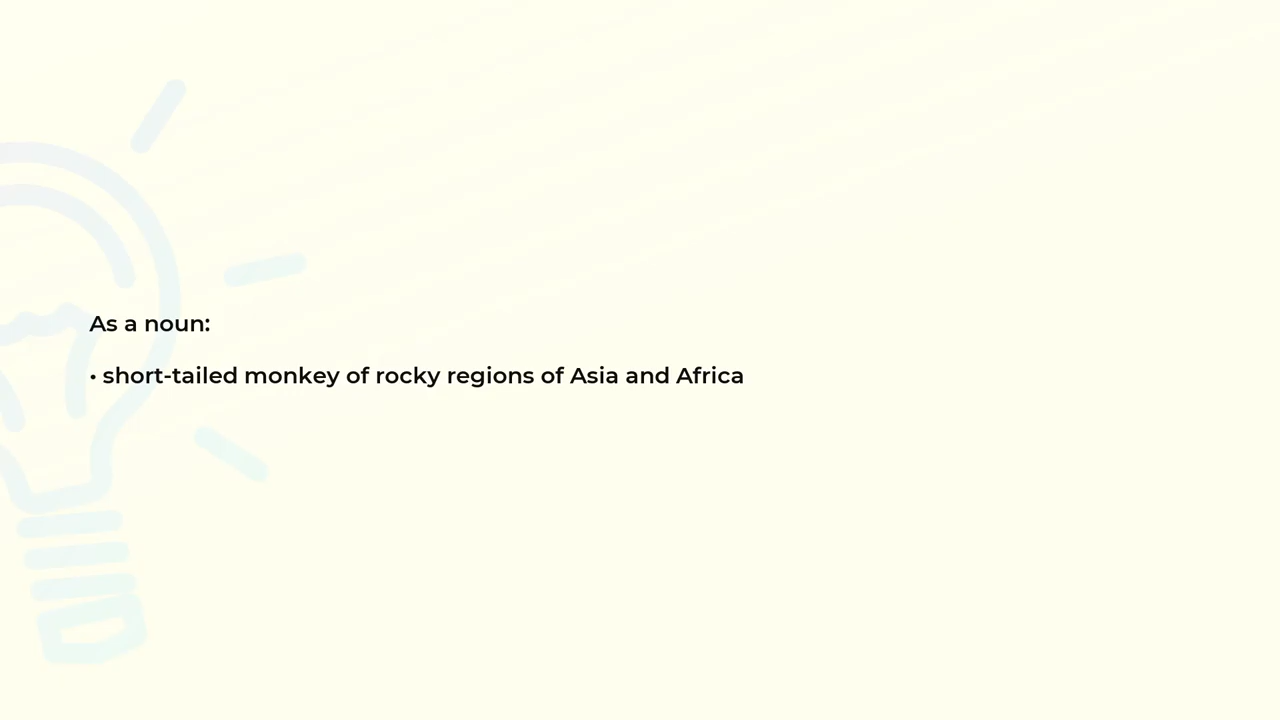 As a noun:
• short-tailed monkey of rocky regions of Asia and Africa